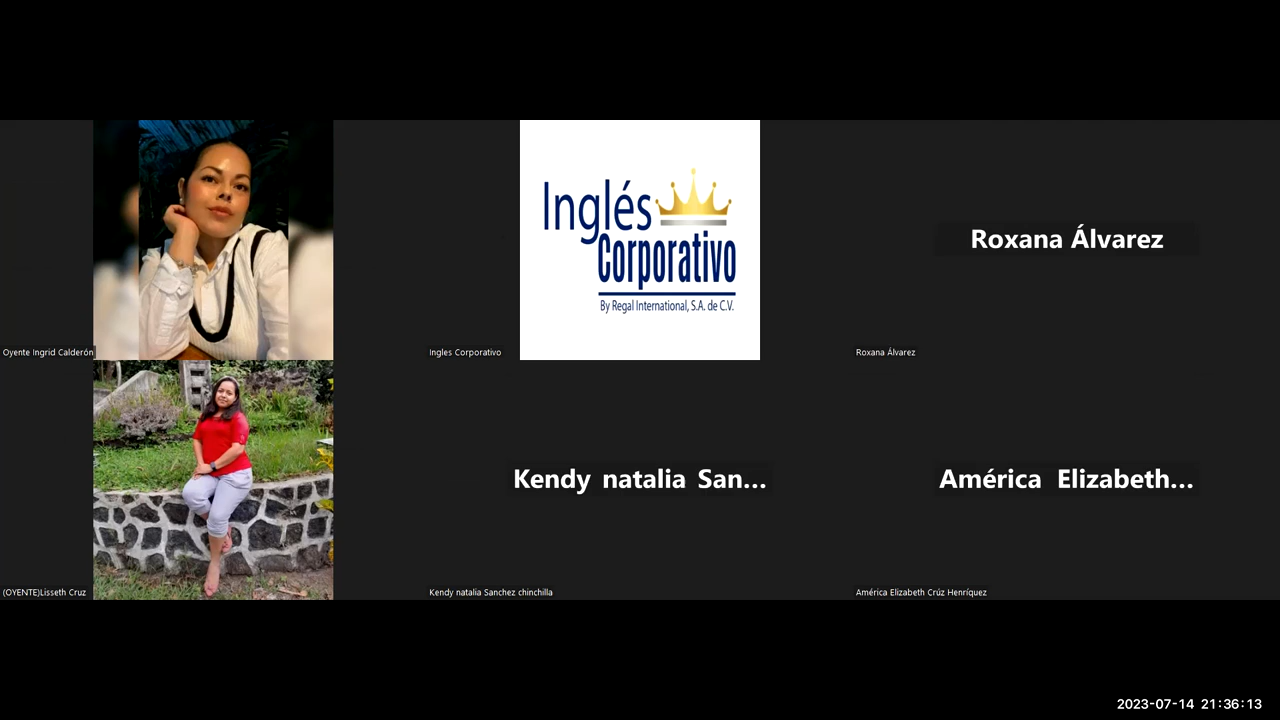 Inglés
Corporativo
By Regal International, S.A. de C.V.
Roxana Álvarez
Oyente Ingrid Calderón
Ingles Corporativo
Roxana Álvarez
Kendy natalia San...
América Elizabeth...
(OYENTE)Lisseth Cruz
Kendy natalia Sanchez chinchilla
América Elizabeth Crúz Henríquez
2023-07-14 21:36:13